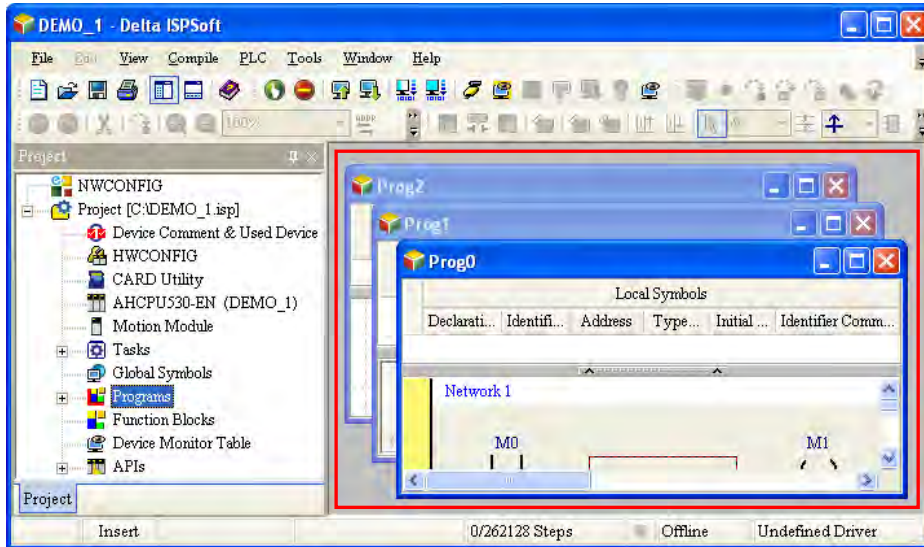 DEMO_1 - Delta ISPSoft
File Edit View Compile PLC Tools Window Help
100%
Project
NWCONFIG
Project [C:\DEMO_1.isp]
Device Comment & Used Device
HWCONFIG
CARD Utility
AHCPU530-EN (DEMO_1)
Motion Module
Tasks
Global Symbols
Programs
Function Blocks
Device Monitor Table
APIs
Project
Prog2
Prog1
Prog0
Local Symbols
Declarati... Identifi... Address Type... Initial ... Identifier Comm...
Network 1
M0 M1
Insert 0/262128 Steps Offline Undefined Driver